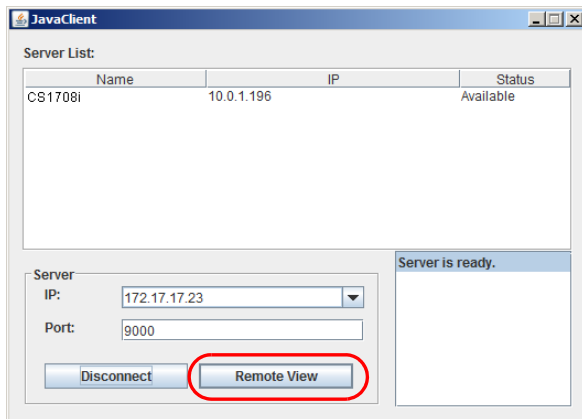 JavaClient
Server List:
Name IP Status
CS1708i 10.0.1.196 Available
Server is ready.
Server
IP: 172.17.17.23
Port: 9000
Disconnect Remote View